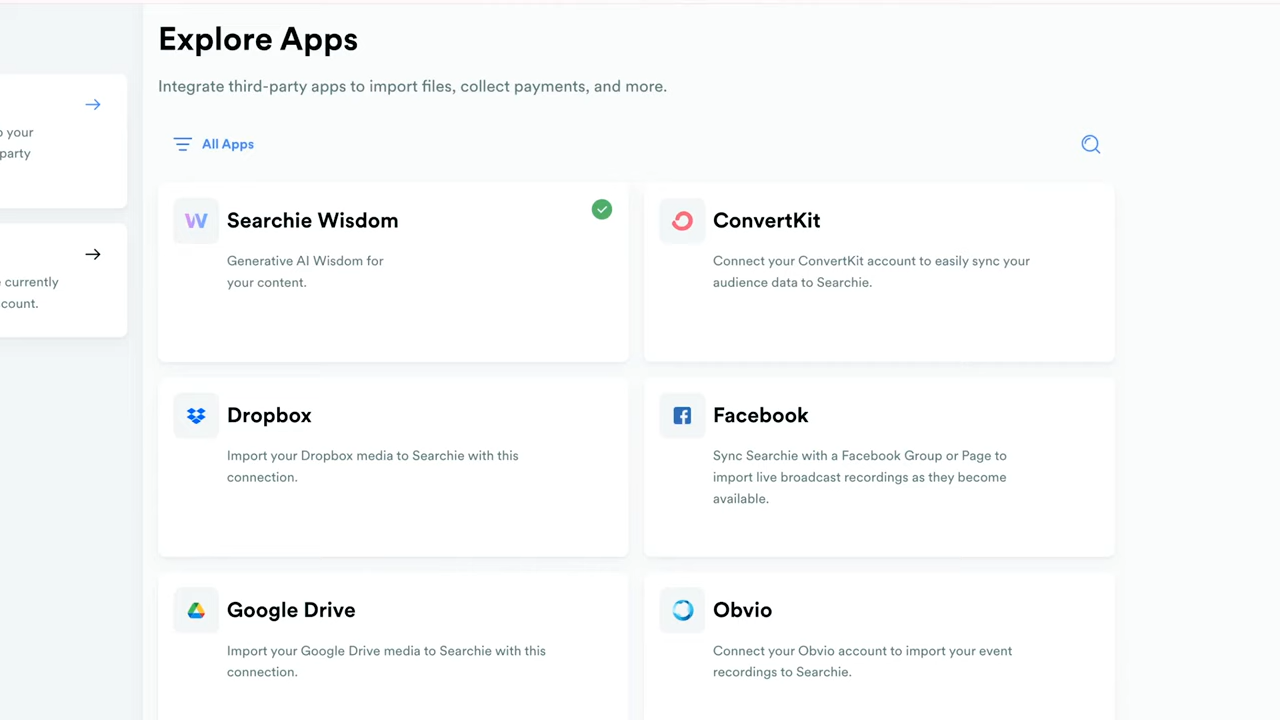 Explore Apps
Integrate third-party apps to import files, collect payments, and more.
your
party
currently
count.
All Apps
Searchie Wisdom
Generative AI Wisdom for
your content.
ConvertKit
Connect your ConvertKit account to easily sync your
audience data to Searchie.
Dropbox
Import your Dropbox media to Searchie with this
connection.
Facebook
Sync Searchie with a Facebook Group or Page to
import live broadcast recordings as they become
available.
Google Drive
Import your Google Drive media to Searchie with this
connection.
Obvio
Connect your Obvio account to import your event
recordings to Searchie.